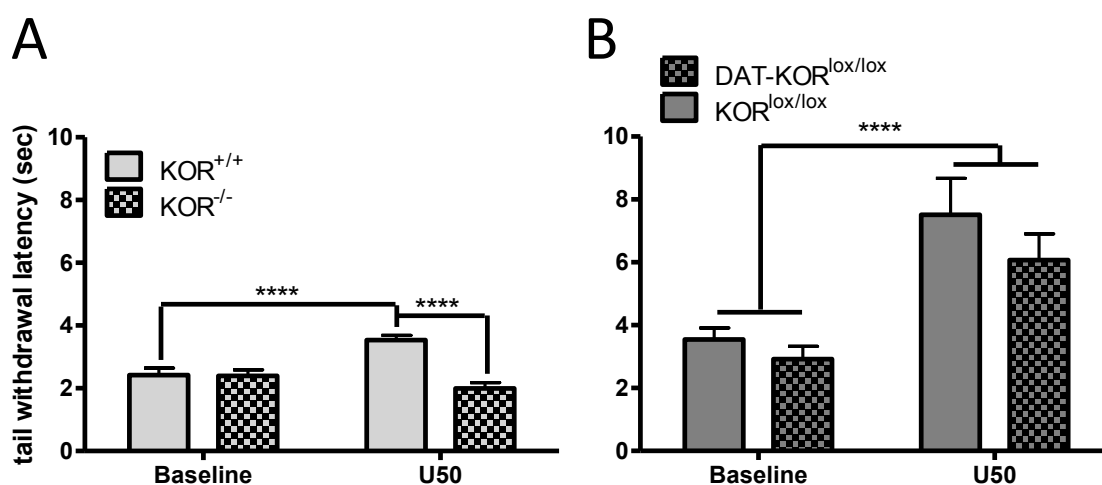 A
tail withdrawal latency (sec)
10
8
6
4
2
0
KOR+/+
KOR-/-
****
****
Baseline
U50
B
DAT-KORlox/lox
KORlox/lox
10
8
6
4
2
0
****
Baseline
U50